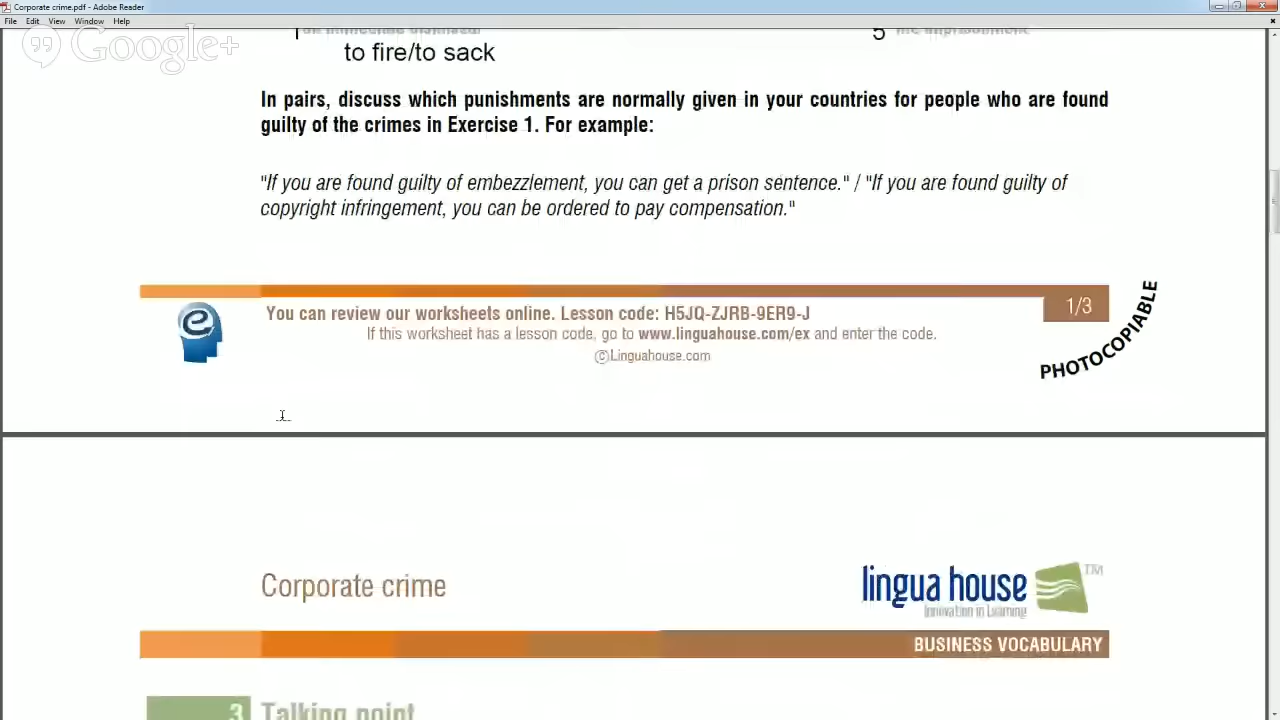 Corporate crime.pdf - Adobe Reader
File Edit View Window Help
Google+
5
to fire/to sack
In pairs, discuss which punishments are normally given in your countries for people who are found
guilty of the crimes in Exercise 1. For example:
"If you are found guilty of embezzlement, you can get a prison sentence." / "If you are found guilty of
copyright infringement, you can be ordered to pay compensation."
You can review our worksheets online. Lesson code: H5JQ-ZJRB-9ER9-J
1/3
If this worksheet has a lesson code, go to www.linguahouse.com/ex and enter the code.
©Linguahouse.com
PHOTOCOPIABLE
Corporate crime
lingua house TM
Innovation in Learning
BUSINESS VOCABULARY
3 Talking point